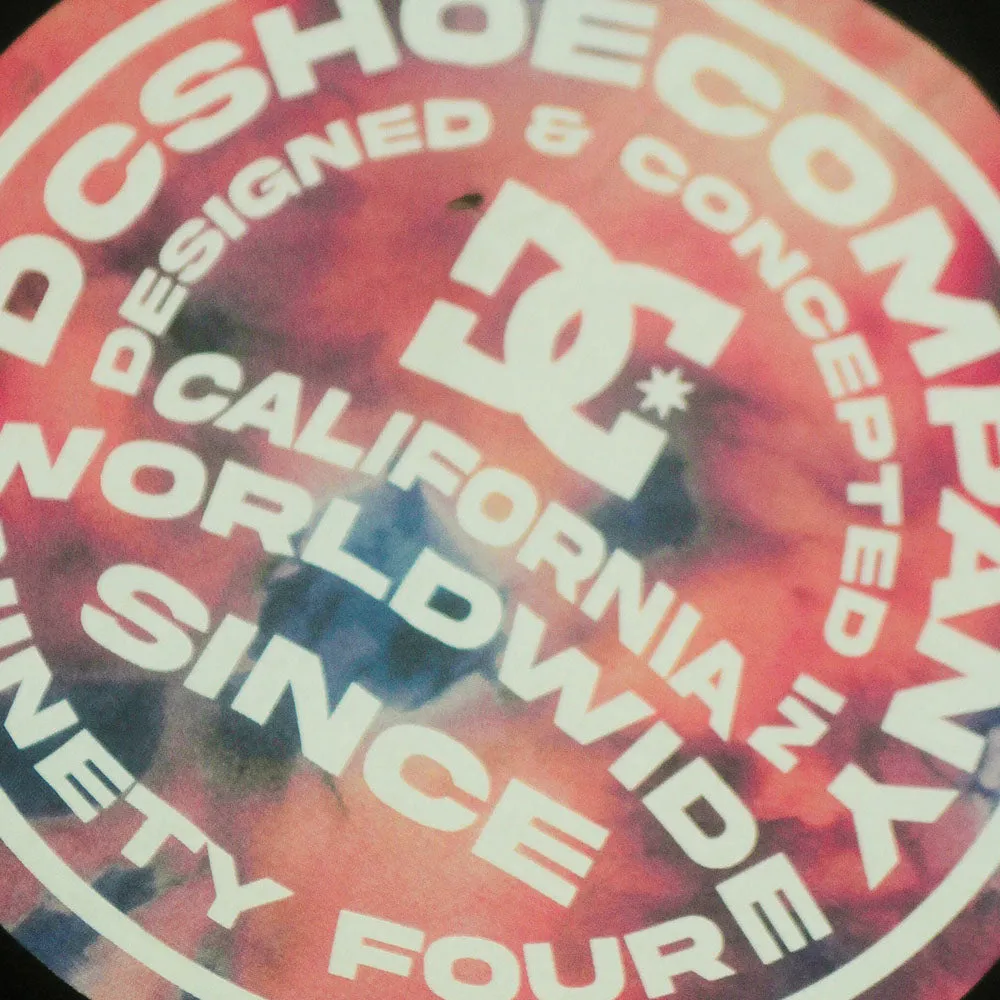 DCSHOECOMPANY
DESIGNED & CONCEPTED IN
DC
CALIFORNIA
WORLDWIDE
SINCE
NINETY FOUR